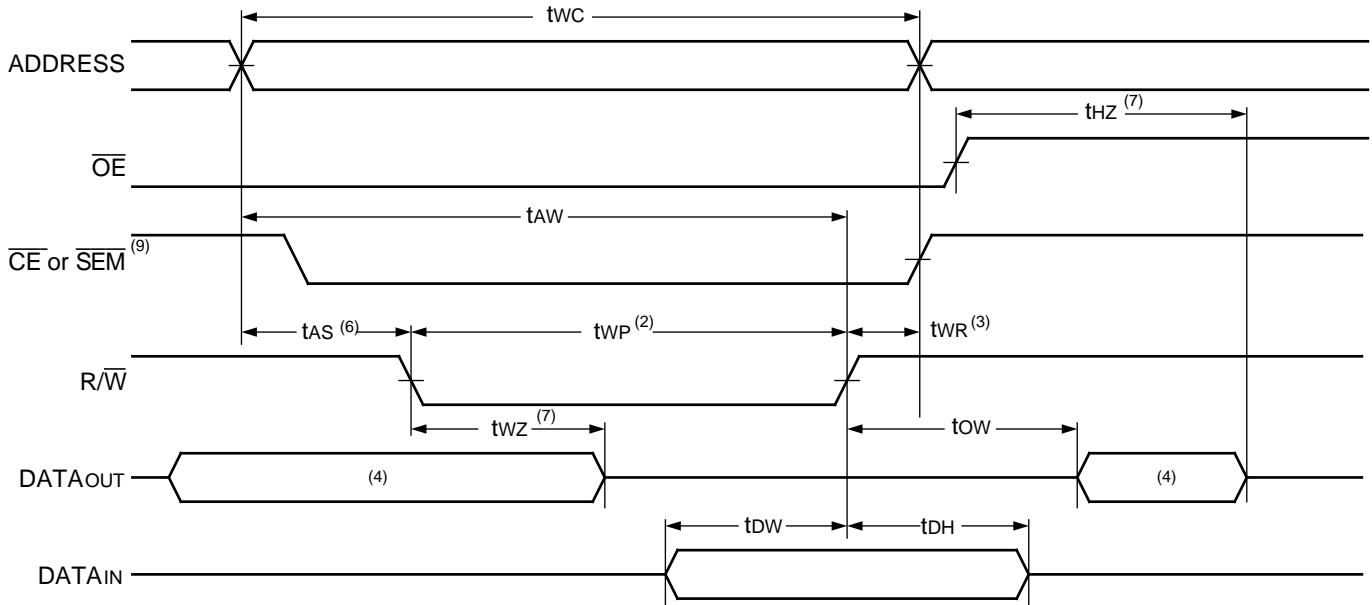 tWC
ADDRESS
tHZ (7)
OE
tAW
CE or SEM (9)
tAS (6)
tWP (2)
tWR (3)
R/W
tWZ (7)
tOW
DATAOUT
(4)
(4)
tDW
tDH
DATAIN